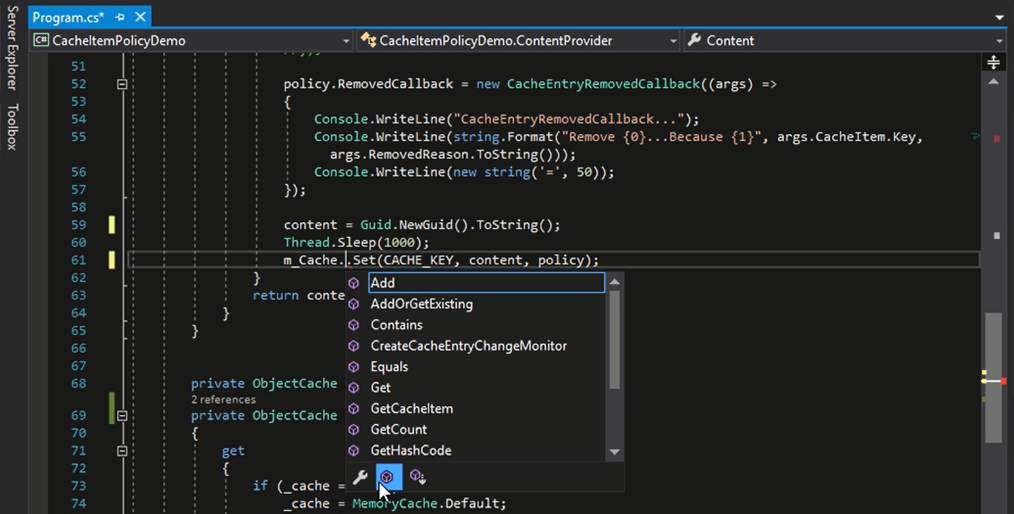 Server Explorer
Toolbox
Program.cs*
CacheItemPolicyDemo
CacheItemPolicyDemo.ContentProvider
Content
51
52 policy.RemovedCallback = new CacheEntryRemovedCallback((args) =>
53 {
54 Console.WriteLine("CacheEntryRemovedCallback...");
55 Console.WriteLine(string.Format("Remove {0}...Because {1}", args.CacheItem.Key,
args.RemovedReason.ToString()));
56 Console.WriteLine(new string('=', 50));
57 });
58
59 content = Guid.NewGuid().ToString();
60 Thread.Sleep(1000);
61 m_Cache..Set(CACHE_KEY, content, policy);
62 }
63 return conte
64 }
65 }
66
67
68 private ObjectCache
2 references
69 private ObjectCache
70 {
71 get
72 {
73 if (_cache =
74 _cache = MemoryCache.Default;
Add
AddOrGetExisting
Contains
CreateCacheEntryChangeMonitor
Equals
Get
GetCacheItem
GetCount
GetHashCode